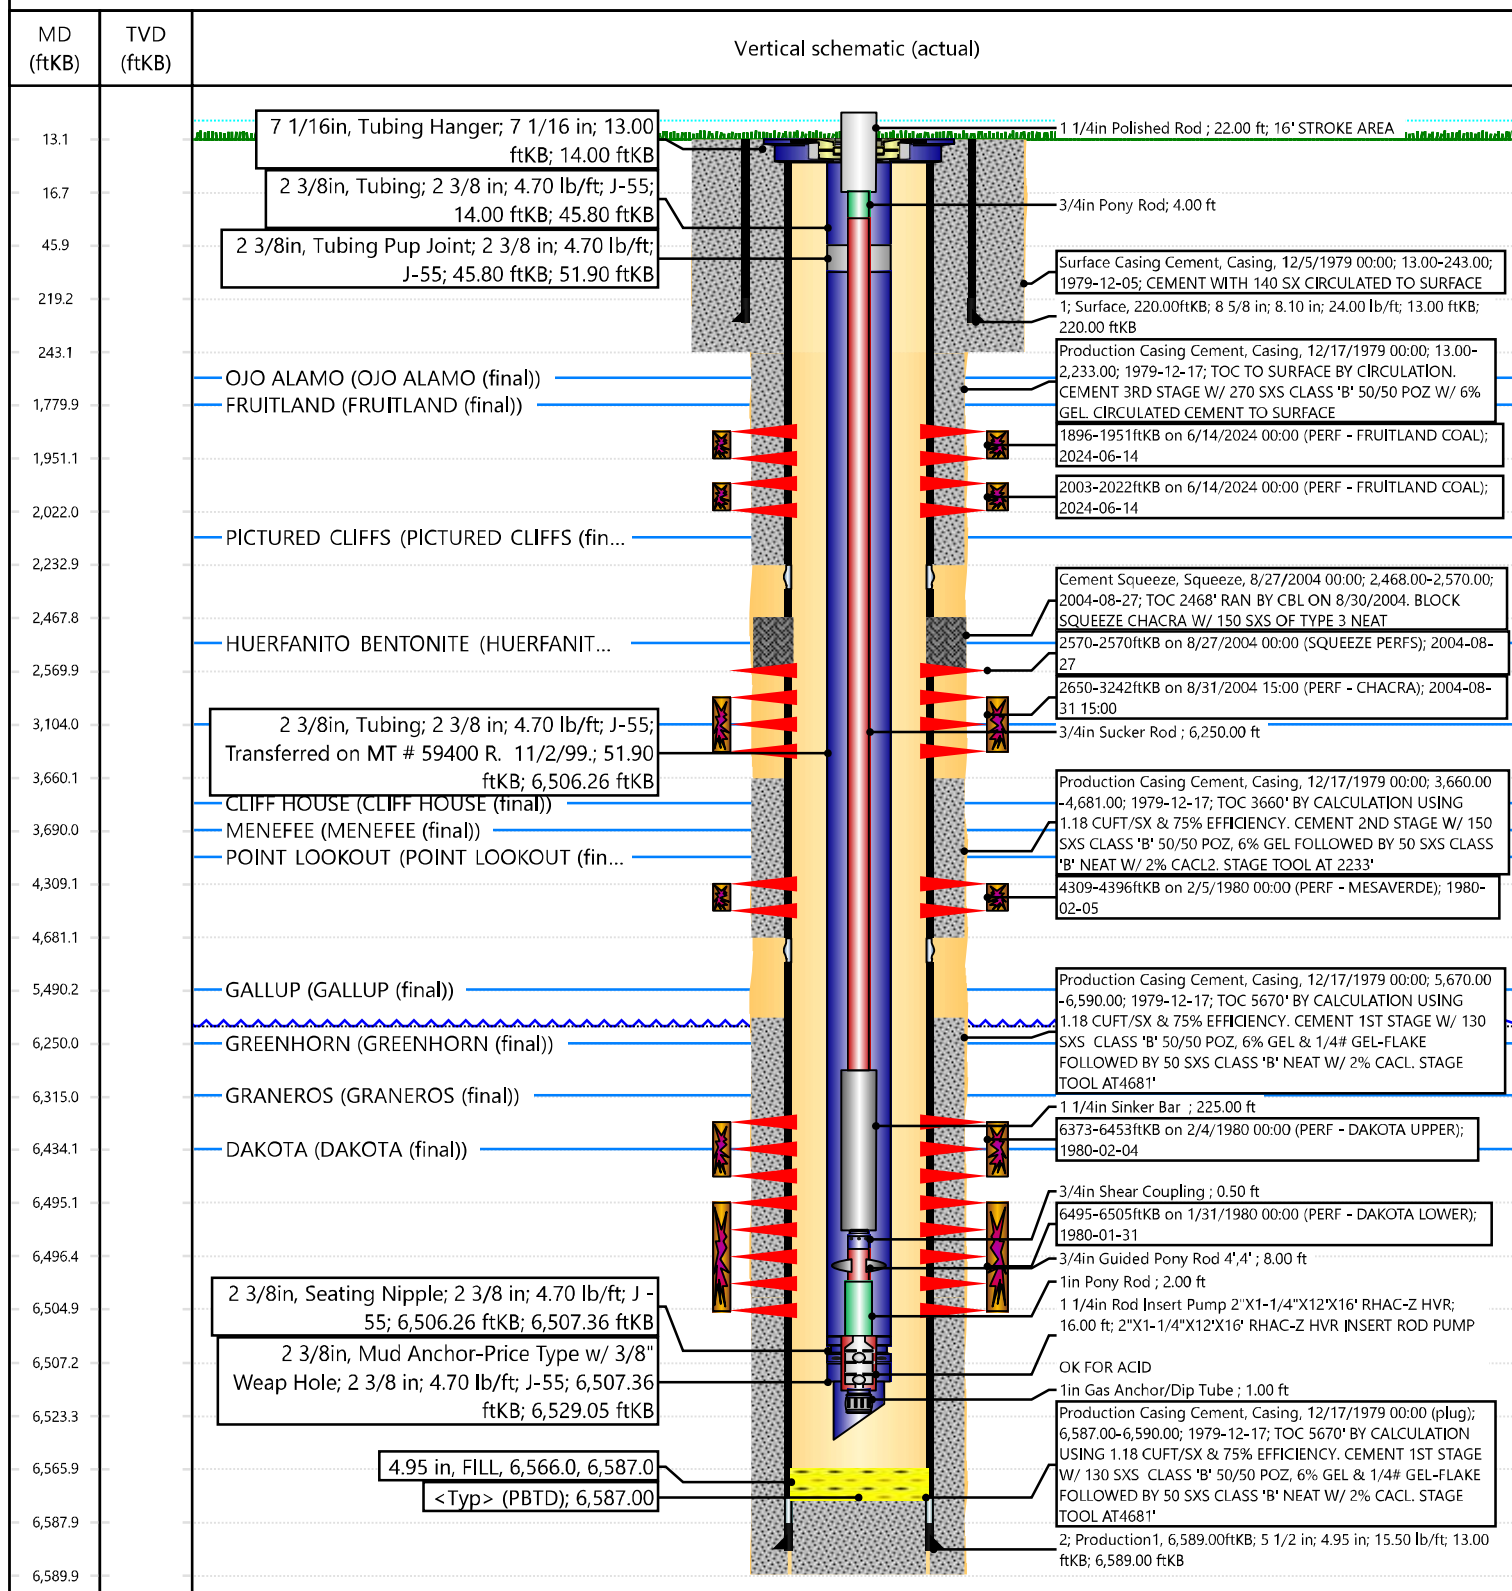 MD
(ftKB)
TVD
(ftKB)
Vertical schematic (actual)
13.1
16.7
45.9
219.2
243.1
1,779.9
1,951.1
2,022.0
2,232.9
2,467.8
2,569.9
3,104.0
3,660.1
3,690.0
4,309.1
4,681.1
5,490.2
6,250.0
6,315.0
6,434.1
6,495.1
6,496.4
6,504.9
6,507.2
6,523.3
6,565.9
6,587.9
6,589.9
7 1/16in, Tubing Hanger; 7 1/16 in; 13.00
ftKB; 14.00 ftKB
2 3/8in, Tubing; 2 3/8 in; 4.70 lb/ft; J-55;
14.00 ftKB; 45.80 ftKB
2 3/8in, Tubing Pup Joint; 2 3/8 in; 4.70 lb/ft;
J-55; 45.80 ftKB; 51.90 ftKB
OJO ALAMO (OJO ALAMO (final))
FRUITLAND (FRUITLAND (final))
PICTURED CLIFFS (PICTURED CLIFFS (fin...
HUERFANITO BENTONITE (HUERFANIT...
2 3/8in, Tubing; 2 3/8 in; 4.70 lb/ft; J-55;
Transferred on MT # 59400 R. 11/2/99.; 51.90
ftKB; 6,506.26 ftKB
CLIFF HOUSE (CLIFF HOUSE (final))
MENEFEE (MENEFEE (final))
POINT LOOKOUT (POINT LOOKOUT (fin...
GALLUP (GALLUP (final))
GREENHORN (GREENHORN (final))
GRANEROS (GRANEROS (final))
DAKOTA (DAKOTA (final))
2 3/8in, Seating Nipple; 2 3/8 in; 4.70 lb/ft; J -
55; 6,506.26 ftKB; 6,507.36 ftKB
2 3/8in, Mud Anchor-Price Type w/ 3/8"
Weap Hole; 2 3/8 in; 4.70 lb/ft; J-55; 6,507.36
ftKB; 6,529.05 ftKB
4.95 in, FILL, 6,566.0, 6,587.0
<Typ> (PBTD); 6,587.00
1 1/4in Polished Rod ; 22.00 ft; 16' STROKE AREA
3/4in Pony Rod; 4.00 ft
Surface Casing Cement, Casing, 12/5/1979 00:00; 13.00-243.00;
1979-12-05; CEMENT WITH 140 SX CIRCULATED TO SURFACE
1; Surface, 220.00ftKB; 8 5/8 in; 8.10 in; 24.00 lb/ft; 13.00 ftKB;
220.00 ftKB
Production Casing Cement, Casing, 12/17/1979 00:00; 13.00-
2,233.00; 1979-12-17; TOC TO SURFACE BY CIRCULATION.
CEMENT 3RD STAGE W/ 270 SXS CLASS 'B' 50/50 POZ W/ 6%
GEL. CIRCULATED CEMENT TO SURFACE
1896-1951ftKB on 6/14/2024 00:00 (PERF - FRUITLAND COAL);
2024-06-14
2003-2022ftKB on 6/14/2024 00:00 (PERF - FRUITLAND COAL);
2024-06-14
Cement Squeeze, Squeeze, 8/27/2004 00:00; 2,468.00-2,570.00;
2004-08-27; TOC 2468' RAN BY CBL ON 8/30/2004. BLOCK
SQUEEZE CHACRA W/ 150 SXS OF TYPE 3 NEAT
2570-2570ftKB on 8/27/2004 00:00 (SQUEEZE PERFS); 2004-08-
27
2650-3242ftKB on 8/31/2004 15:00 (PERF - CHACRA); 2004-08-
31 15:00
3/4in Sucker Rod ; 6,250.00 ft
Production Casing Cement, Casing, 12/17/1979 00:00; 3,660.00
-4,681.00; 1979-12-17; TOC 3660' BY CALCULATION USING
1.18 CUFT/SX & 75% EFFICIENCY. CEMENT 2ND STAGE W/ 150
SXS CLASS 'B' 50/50 POZ, 6% GEL FOLLOWED BY 50 SXS CLASS
'B' NEAT W/ 2% CACL2. STAGE TOOL AT 2233'
4309-4396ftKB on 2/5/1980 00:00 (PERF - MESAVERDE); 1980-
02-05
Production Casing Cement, Casing, 12/17/1979 00:00; 5,670.00
-6,590.00; 1979-12-17; TOC 5670' BY CALCULATION USING
1.18 CUFT/SX & 75% EFFICIENCY. CEMENT 1ST STAGE W/ 130
SXS CLASS 'B' 50/50 POZ, 6% GEL & 1/4# GEL-FLAKE
FOLLOWED BY 50 SXS CLASS 'B' NEAT W/ 2% CACL. STAGE
TOOL AT4681'
1 1/4in Sinker Bar ; 225.00 ft
6373-6453ftKB on 2/4/1980 00:00 (PERF - DAKOTA UPPER);
1980-02-04
3/4in Shear Coupling ; 0.50 ft
6495-6505ftKB on 1/31/1980 00:00 (PERF - DAKOTA LOWER);
1980-01-31
3/4in Guided Pony Rod 4',4' ; 8.00 ft
1in Pony Rod ; 2.00 ft
1 1/4in Rod Insert Pump 2"X1-1/4"X12'X16' RHAC-Z HVR;
16.00 ft; 2"X1-1/4"X12'X16' RHAC-Z HVR INSERT ROD PUMP
OK FOR ACID
1in Gas Anchor/Dip Tube ; 1.00 ft
Production Casing Cement, Casing, 12/17/1979 00:00 (plug);
6,587.00-6,590.00; 1979-12-17; TOC 5670' BY CALCULATION
USING 1.18 CUFT/SX & 75% EFFICIENCY. CEMENT 1ST STAGE
W/ 130 SXS CLASS 'B' 50/50 POZ, 6% GEL & 1/4# GEL-FLAKE
FOLLOWED BY 50 SXS CLASS 'B' NEAT W/ 2% CACL. STAGE
TOOL AT4681'
2; Production1, 6,589.00ftKB; 5 1/2 in; 4.95 in; 15.50 lb/ft; 13.00
ftKB; 6,589.00 ftKB